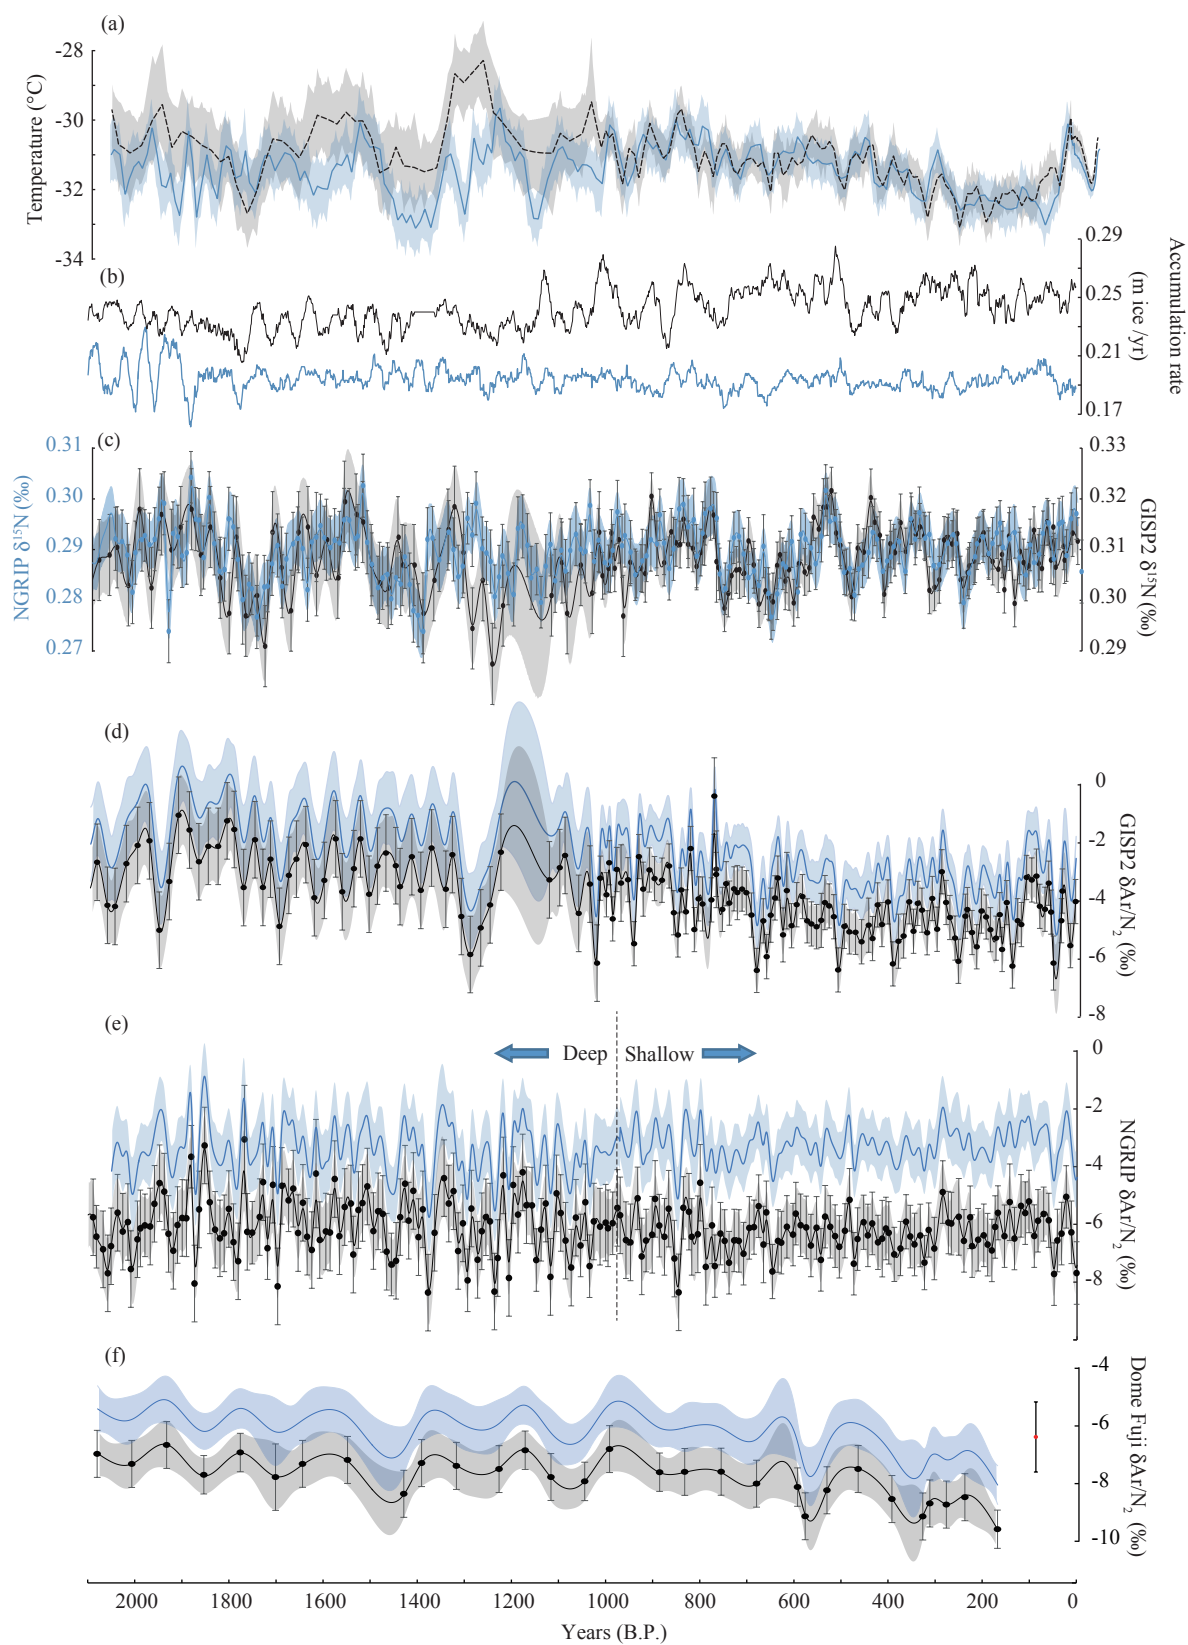 (a)
-28
-30
-32
-34
Temperature (°C)
(b)
0.29
0.25
0.21
0.17
Accumulation rate
(m ice /yr)
(c)
0.31
0.30
0.29
0.28
0.27
NGRIP δ¹⁵N (‰)
0.33
0.32
0.31
0.30
0.29
GISP2 δ¹⁵N (‰)
(d)
0
-2
-4
-6
-8
GISP2 δAr/N₂ (‰)
(e)
Deep
Shallow
0
-2
-4
-6
-8
NGRIP δAr/N₂ (‰)
(f)
-4
-6
-8
-10
Dome Fuji δAr/N₂ (‰)
2000 1800 1600 1400 1200 1000 800 600 400 200 0
Years (B.P.)